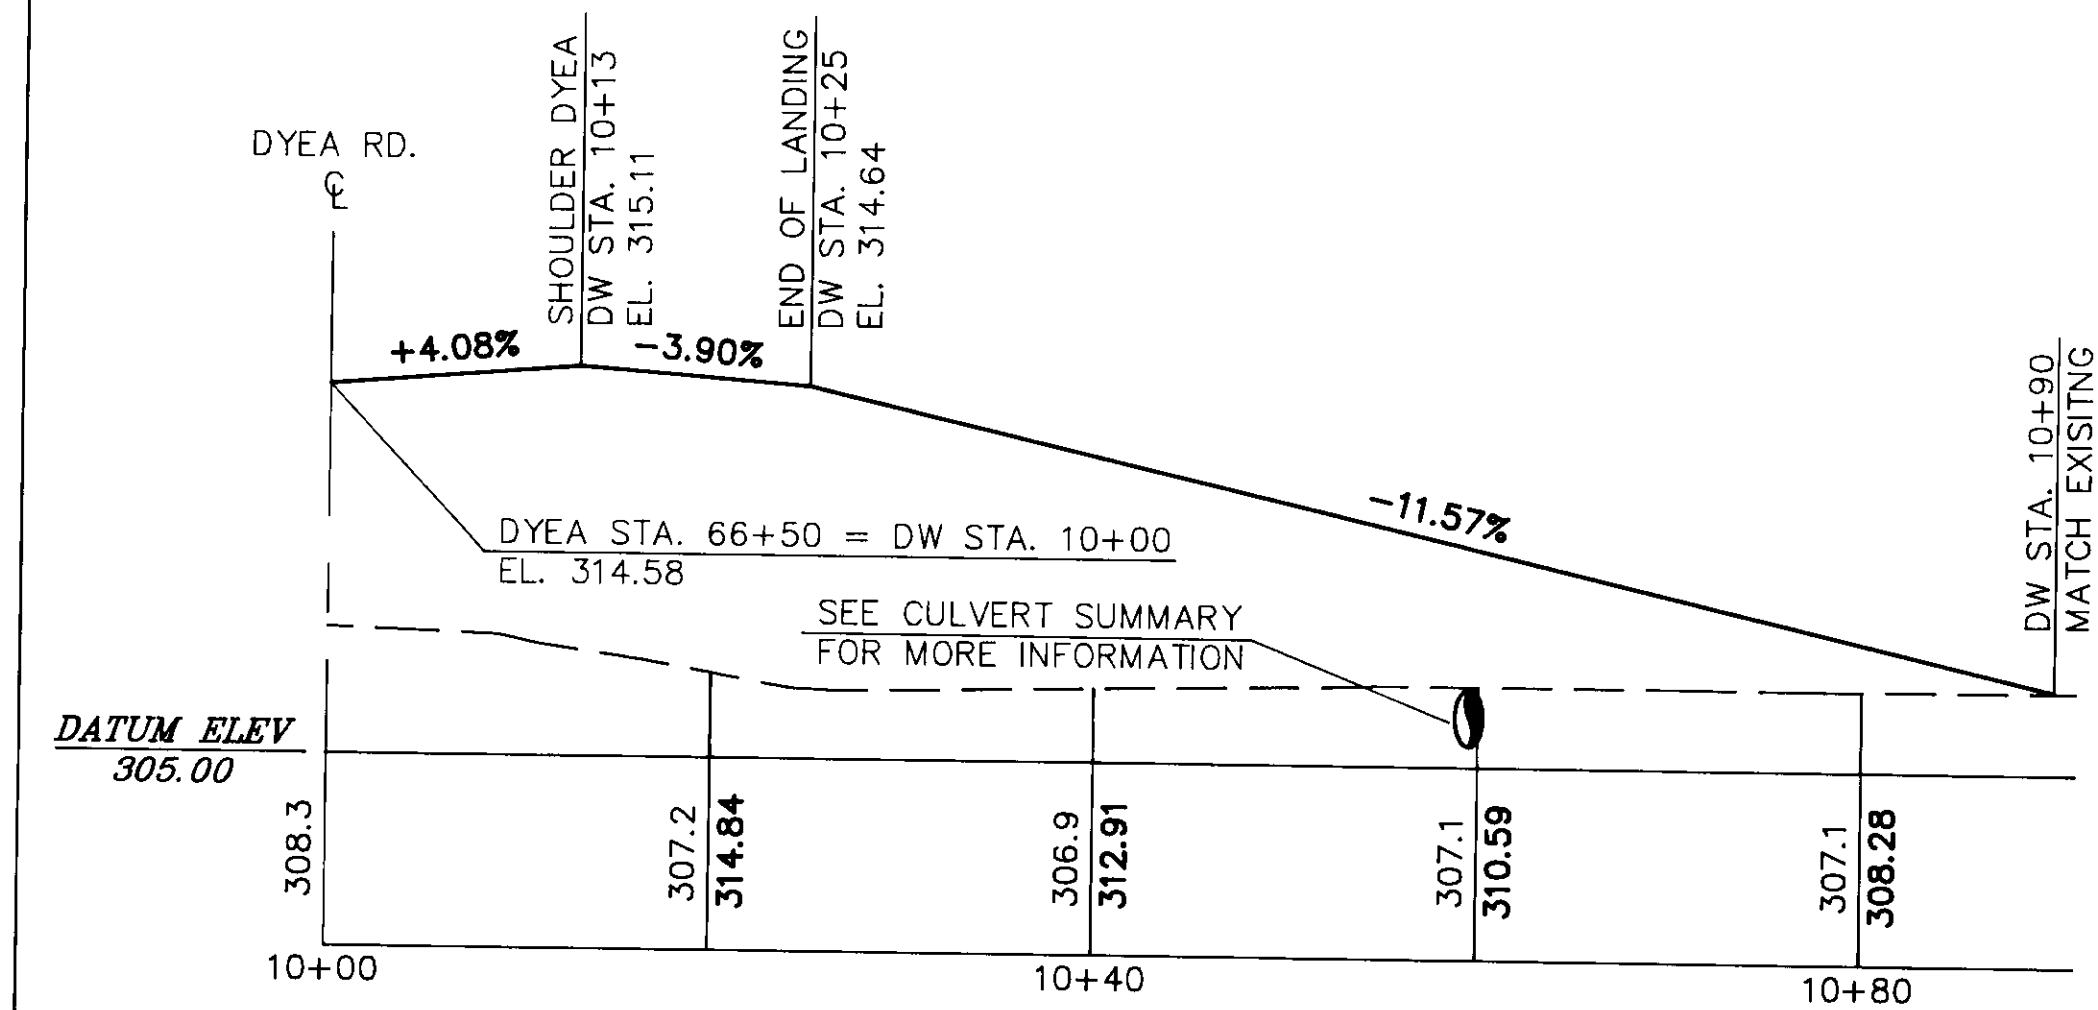 DYEA RD.
℄
SHOULDER DYEA
DW STA. 10+13
EL. 315.11
END OF LANDING
DW STA. 10+25
EL. 314.64
+4.08%
-3.90%
-11.57%
DW STA. 10+90
MATCH EXISITNG
DYEA STA. 66+50 = DW STA. 10+00
EL. 314.58
SEE CULVERT SUMMARY
FOR MORE INFORMATION
DATUM ELEV
305.00
308.3
307.2
314.84
306.9
312.91
307.1
310.59
307.1
308.28
10+00
10+40
10+80